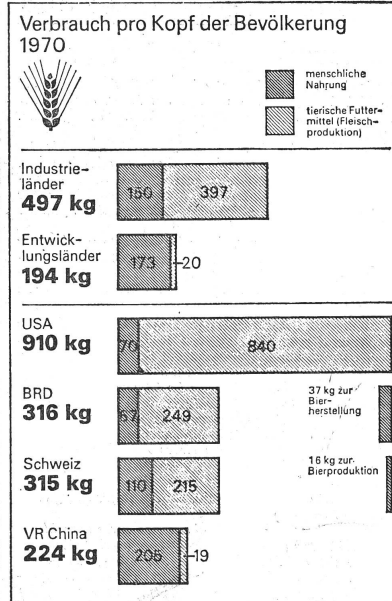 Verbrauch pro Kopf der Bevölkerung
1970
menschliche
Nahrung
tierische Futter-
mittel (Fleisch-
produktion)
Industrie-
länder
497 kg
150 397
Entwick-
lungsländer
194 kg
173 20
USA
910 kg
70 840
BRD
316 kg
67 249
37 kg zur
Bier-
herstellung
Schweiz
315 kg
110 215
16 kg zur
Bierproduktion
VR China
224 kg
205 19